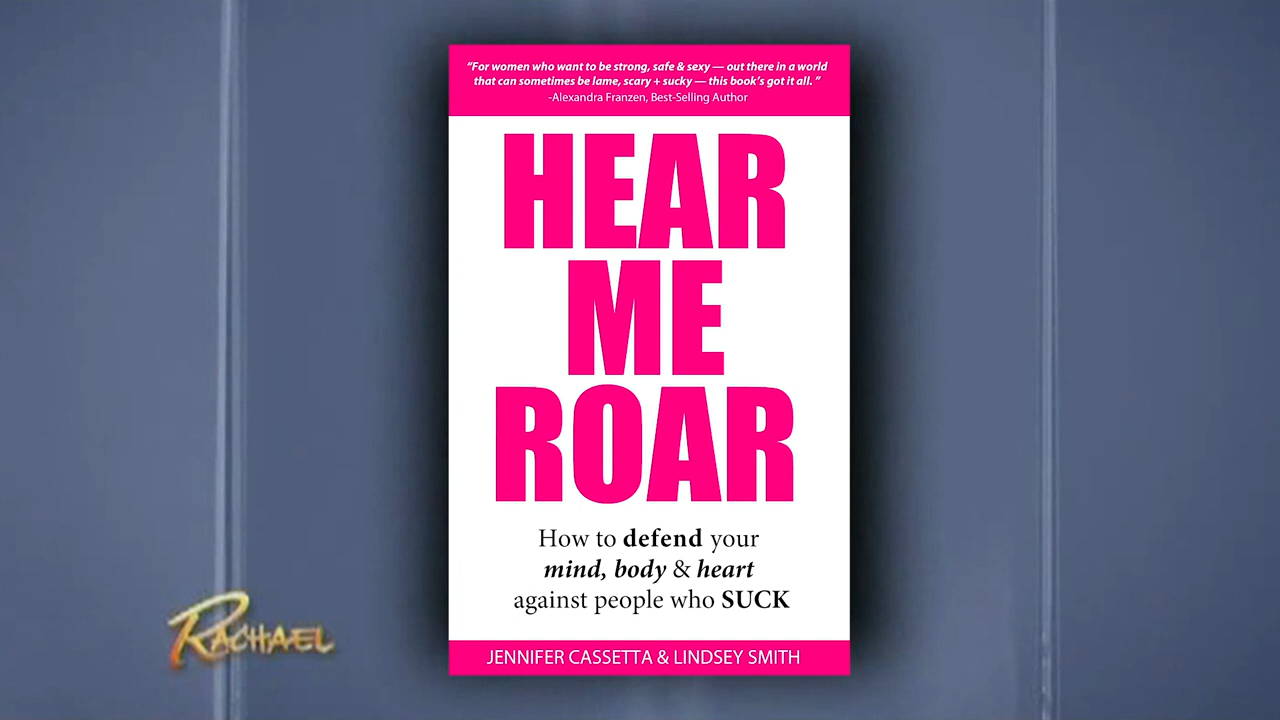 “For women who want to be strong, safe & sexy — out there in a world
that can sometimes be lame, scary + sucky — this book’s got it all. ”
-Alexandra Franzen, Best-Selling Author
HEAR
ME
ROAR
How to defend your
mind, body & heart
against people who SUCK
JENNIFER CASSETTA & LINDSEY SMITH
RACHAEL